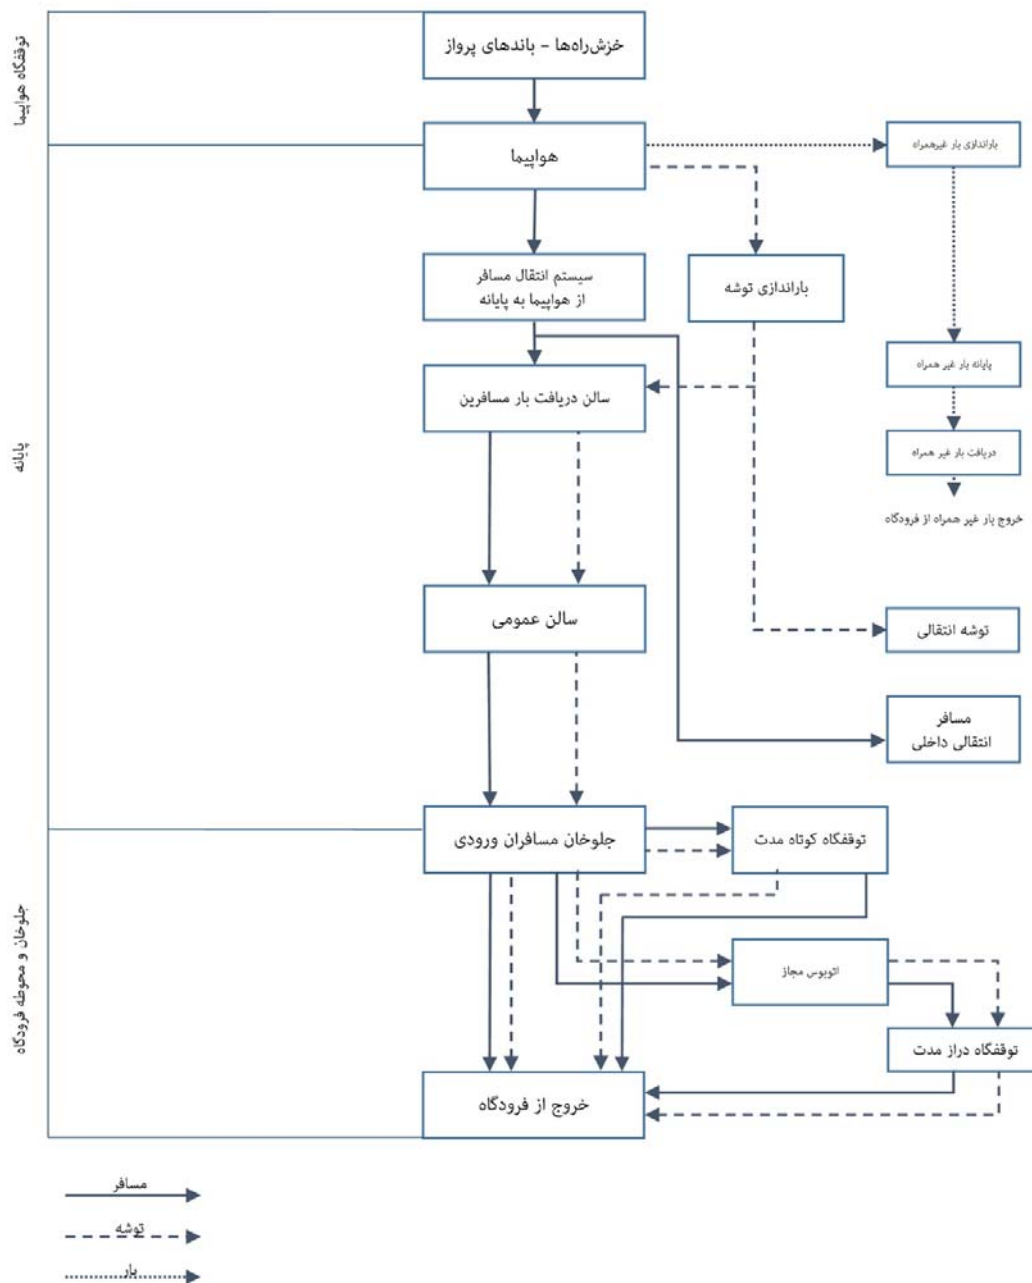 توقفگاه هواپیما
خزش‌راه‌ها - باندهای پرواز
هواپیما
باراندازی بار غیرهمراه
سیستم انتقال مسافر
از هواپیما به پایانه
باراندازی توشه
پایانه بار غیر همراه
سالن دریافت بار مسافرین
دریافت بار غیر همراه
خروج بار غیر همراه از فرودگاه
پایانه
سالن عمومی
توشه انتقالی
مسافر
انتقالی داخلی
جلوخان مسافران ورودی
توقفگاه کوتاه مدت
جلوخان و محوطه فرودگاه
اتوبوس مجاز
توقفگاه دراز مدت
خروج از فرودگاه
مسافر
توشه
بار